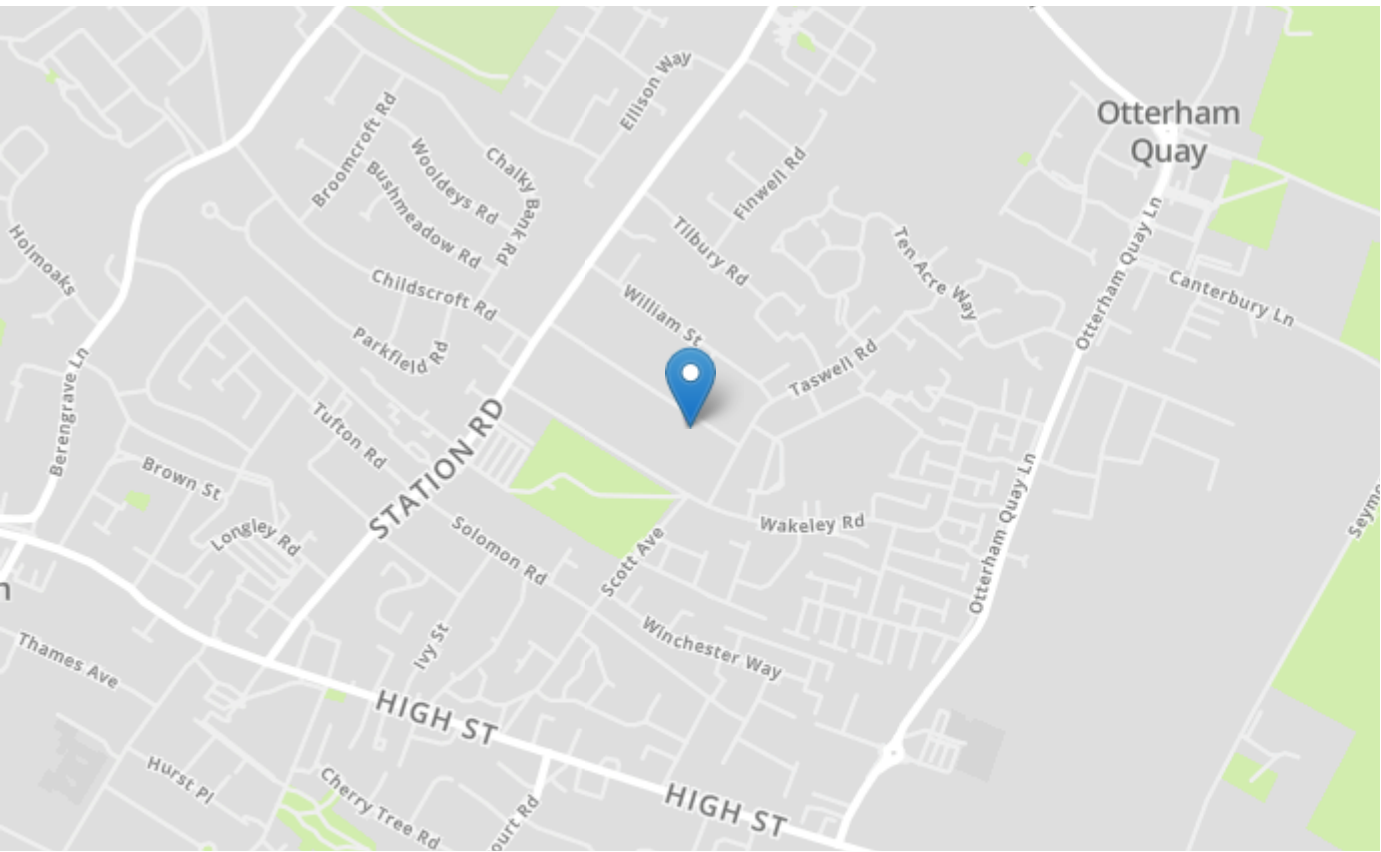 Ellison Way
Otterham
Quay
Broomcroft Rd
Wooldeys Rd
Chalky Bank Rd
Bushmeadow Rd
Finwell Rd
Tilbury Rd
Ten Acre Way
Otterham Quay Ln
Canterbury Ln
Holmoaks
Childscroft Rd
William St
Parkfield Rd
Taswell Rd
Berengrave Ln
Tufton Rd
STATION RD
Brown St
Longley Rd
Solomon Rd
Wakeley Rd
Otterham Quay Ln
Scott Ave
Ivy St
Winchester Way
Thames Ave
HIGH ST
Hurst Pl
Cherry Tree Rd
HIGH ST